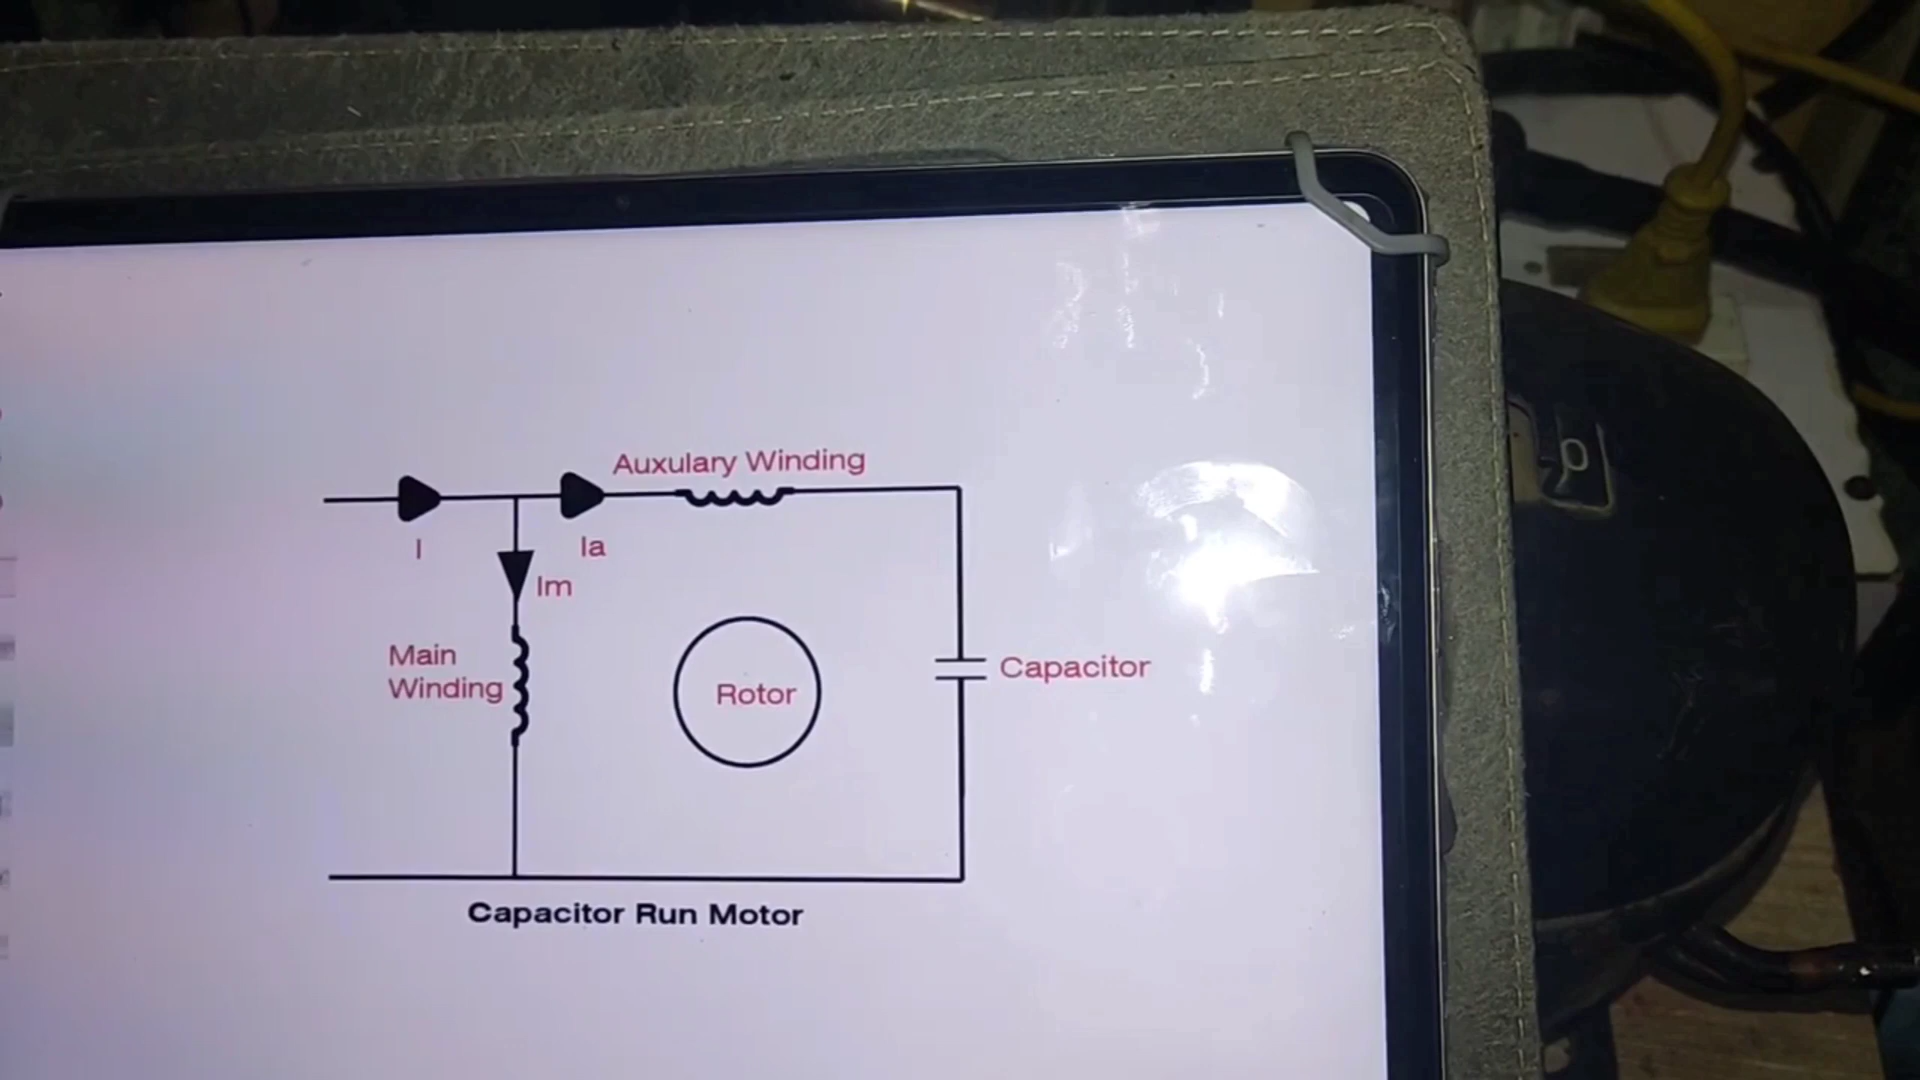 Auxulary Winding
I
Ia
Im
Main
Winding
Rotor
Capacitor
Capacitor Run Motor